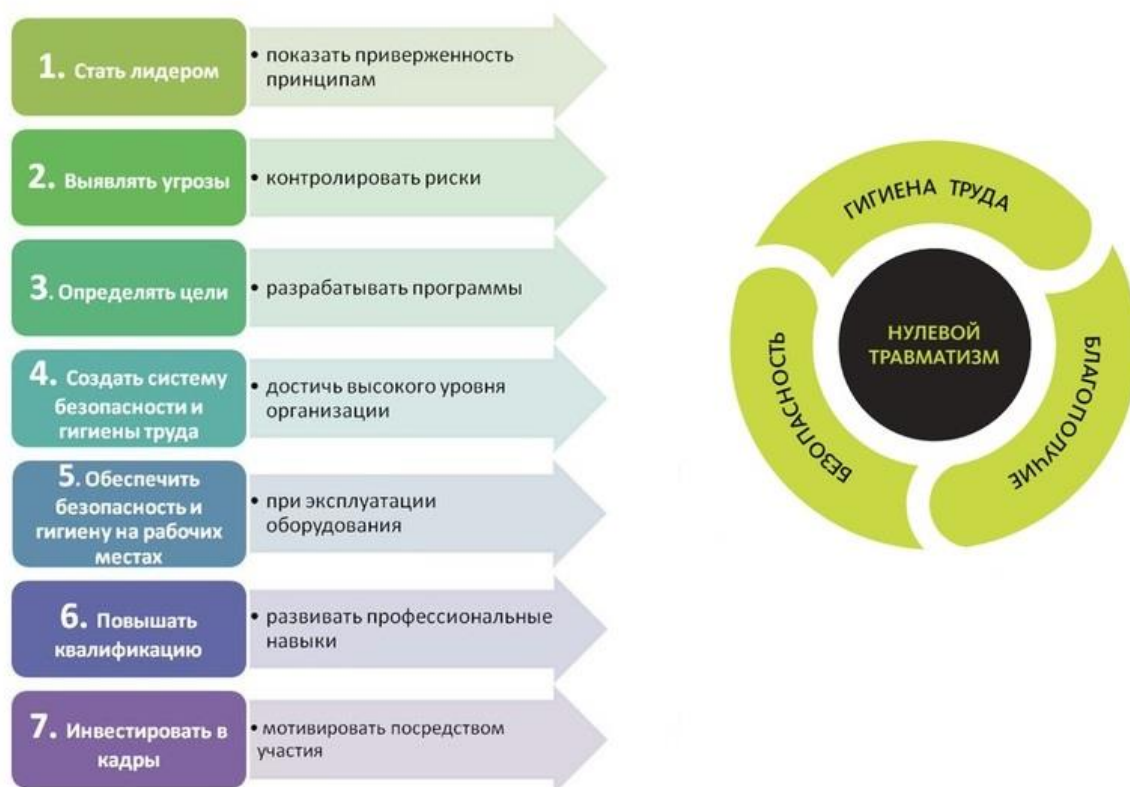 1. Стать лидером
• показать приверженность
принципам
2. Выявлять угрозы
• контролировать риски
3. Определять цели
• разрабатывать программы
4. Создать систему
безопасности и
гигиены труда
• достичь высокого уровня
организации
5. Обеспечить
безопасность и
гигиену на рабочих
местах
• при эксплуатации
оборудования
6. Повышать
квалификацию
• развивать профессиональные
навыки
7. Инвестировать в
кадры
• мотивировать посредством
участия
ГИГИЕНА ТРУДА
БЛАГОПОЛУЧИЕ
БЕЗОПАСНОСТЬ
НУЛЕВОЙ
ТРАВМАТИЗМ